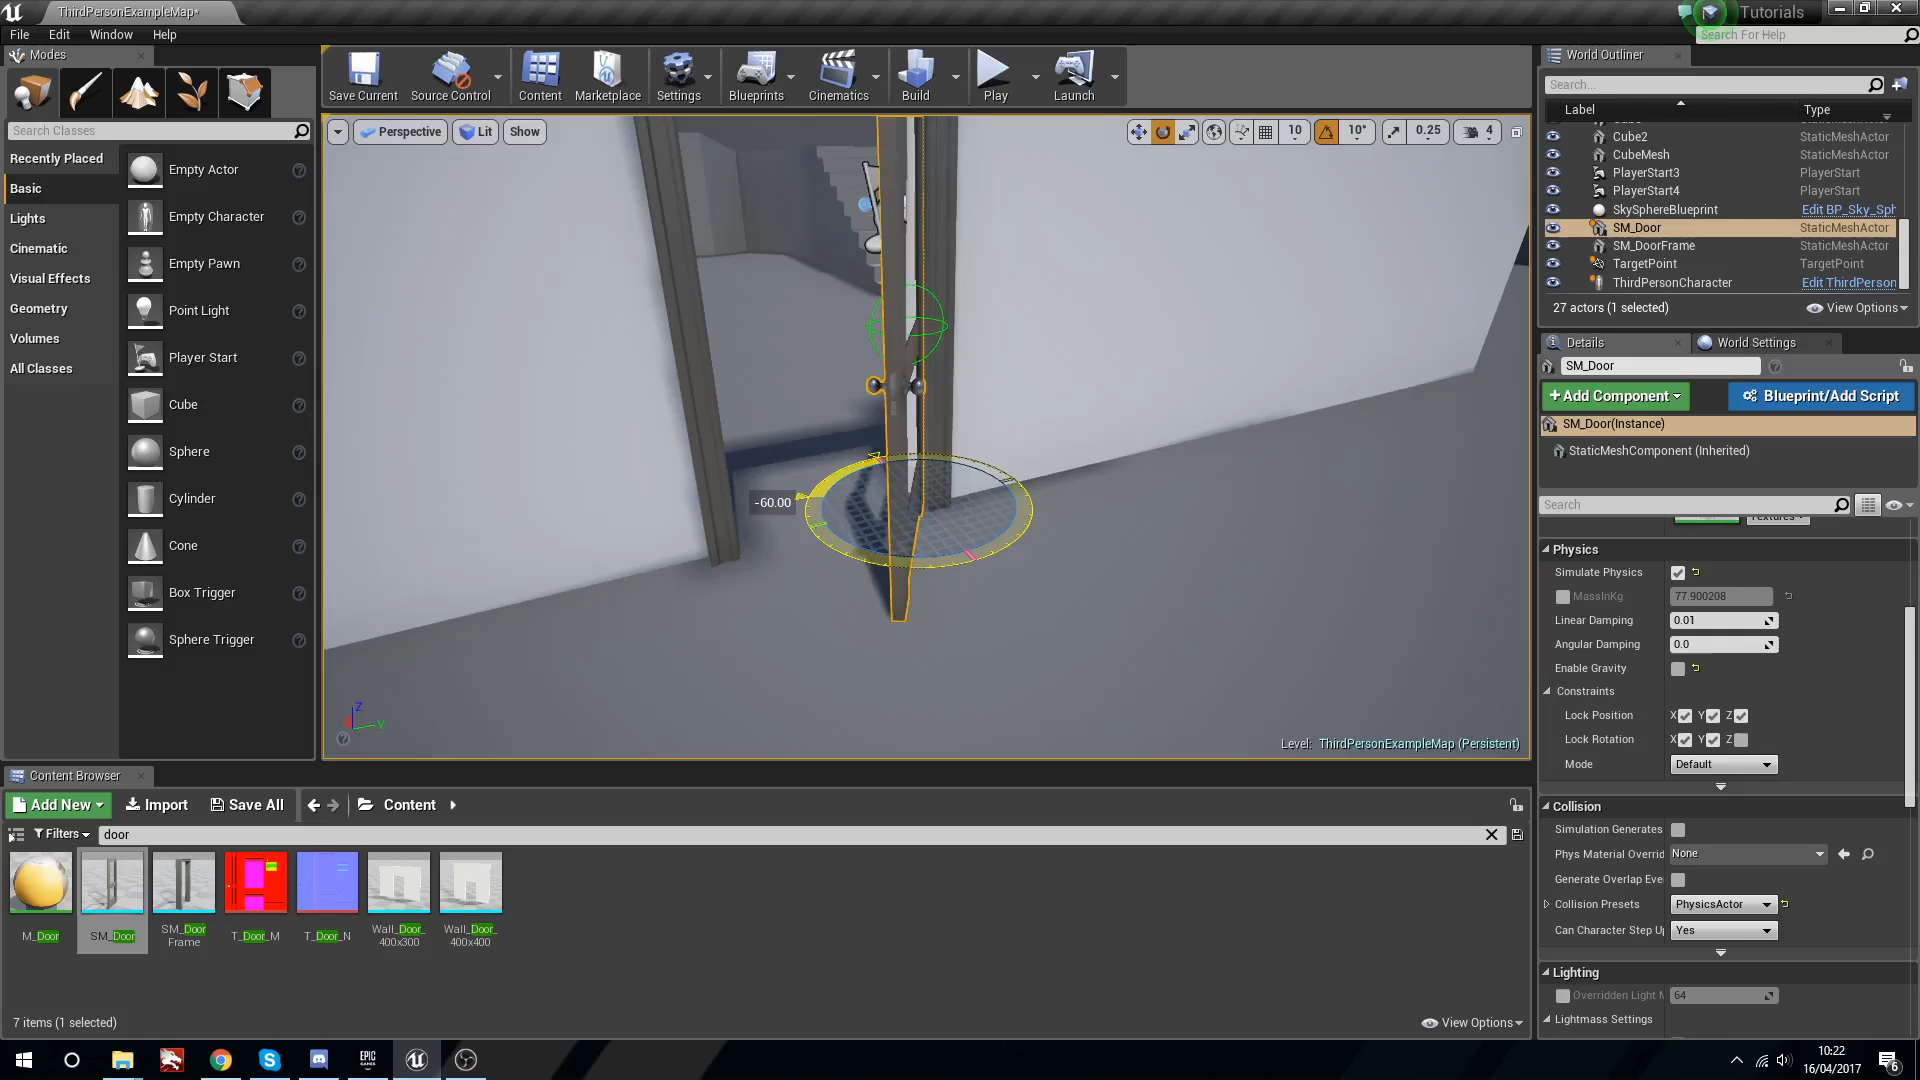 ThirdPersonExampleMap*
Tutorials
File Edit Window Help
Search For Help
Modes
Save Current
Source Control
Content
Marketplace
Settings
Blueprints
Cinematics
Build
Play
Launch
Search Classes
Recently Placed
Basic
Lights
Cinematic
Visual Effects
Geometry
Volumes
All Classes
Empty Actor
Empty Character
Empty Pawn
Point Light
Player Start
Cube
Sphere
Cylinder
Cone
Box Trigger
Sphere Trigger
Perspective
Lit
Show
10
10°
0.25
4
-60.00
Z
Y
Level: ThirdPersonExampleMap (Persistent)
World Outliner
Search...
Label Type
Cube2 StaticMeshActor
CubeMesh StaticMeshActor
PlayerStart3 PlayerStart
PlayerStart4 PlayerStart
SkySphereBlueprint Edit BP_Sky_Sph
SM_Door StaticMeshActor
SM_DoorFrame StaticMeshActor
TargetPoint TargetPoint
ThirdPersonCharacter Edit ThirdPerson
27 actors (1 selected)
View Options
Details
World Settings
SM_Door
+Add Component
Blueprint/Add Script
SM_Door(Instance)
StaticMeshComponent (Inherited)
Search
Textures
Physics
Simulate Physics
MassInKg 77.900208
Linear Damping 0.01
Angular Damping 0.0
Enable Gravity
Constraints
Lock Position X Y Z
Lock Rotation X Y Z
Mode Default
Collision
Simulation Generates
Phys Material Overrid None
Generate Overlap Eve
Collision Presets PhysicsActor
Can Character Step Up Yes
Lighting
Overridden Light M 64
Lightmass Settings
Content Browser
Add New
Import
Save All
Content
Filters
door
M_Door
SM_Door
SM_Door
Frame
T_Door_M
T_Door_N
Wall_Door_
400x300
Wall_Door_
400x400
7 items (1 selected)
View Options
EPIC
GAMES
10:22
16/04/2017
6